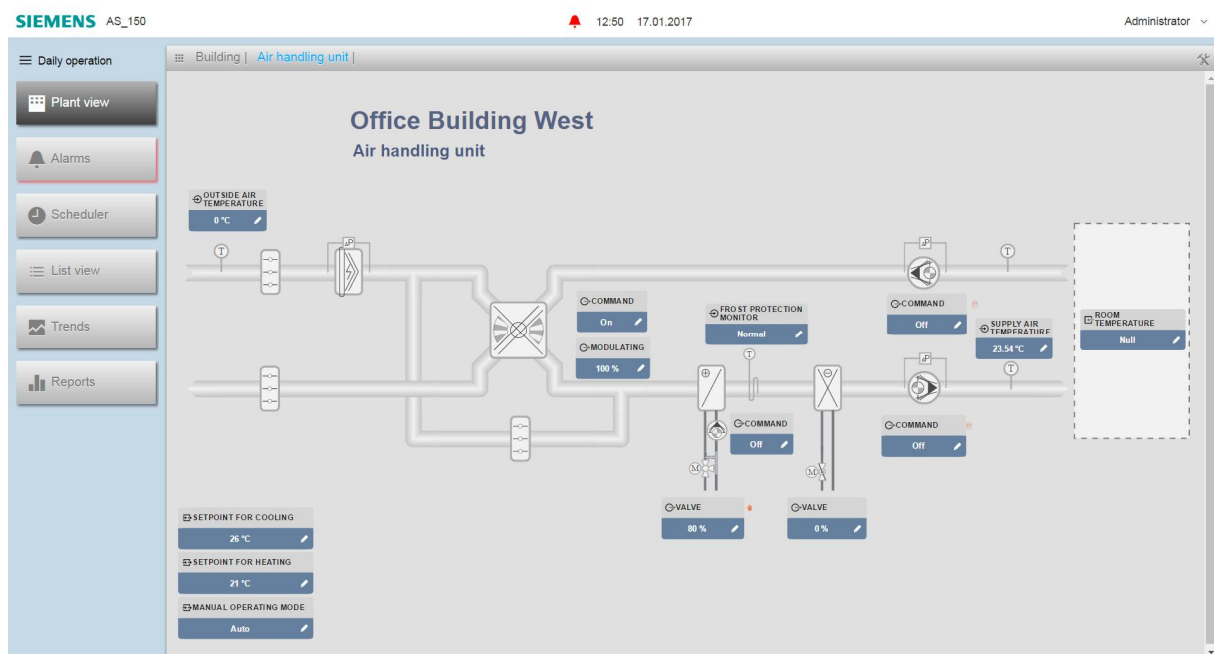 SIEMENS AS_150
12:50 17.01.2017
Administrator
Daily operation
Building | Air handling unit |
Plant view
Alarms
Scheduler
List view
Trends
Reports
Office Building West
Air handling unit
OUTSIDE AIR
TEMPERATURE
0 °C
T
ΔP
COMMAND
On
MODULATING
100 %
FROST PROTECTION
MONITOR
Normal
T
ΔP
T
COMMAND
Off
SUPPLY AIR
TEMPERATURE
23.54 °C
ROOM
TEMPERATURE
Null
ΔP
T
COMMAND
Off
COMMAND
Off
M
M
VALVE
80 %
VALVE
0 %
SETPOINT FOR COOLING
26 °C
SETPOINT FOR HEATING
21 °C
MANUAL OPERATING MODE
Auto